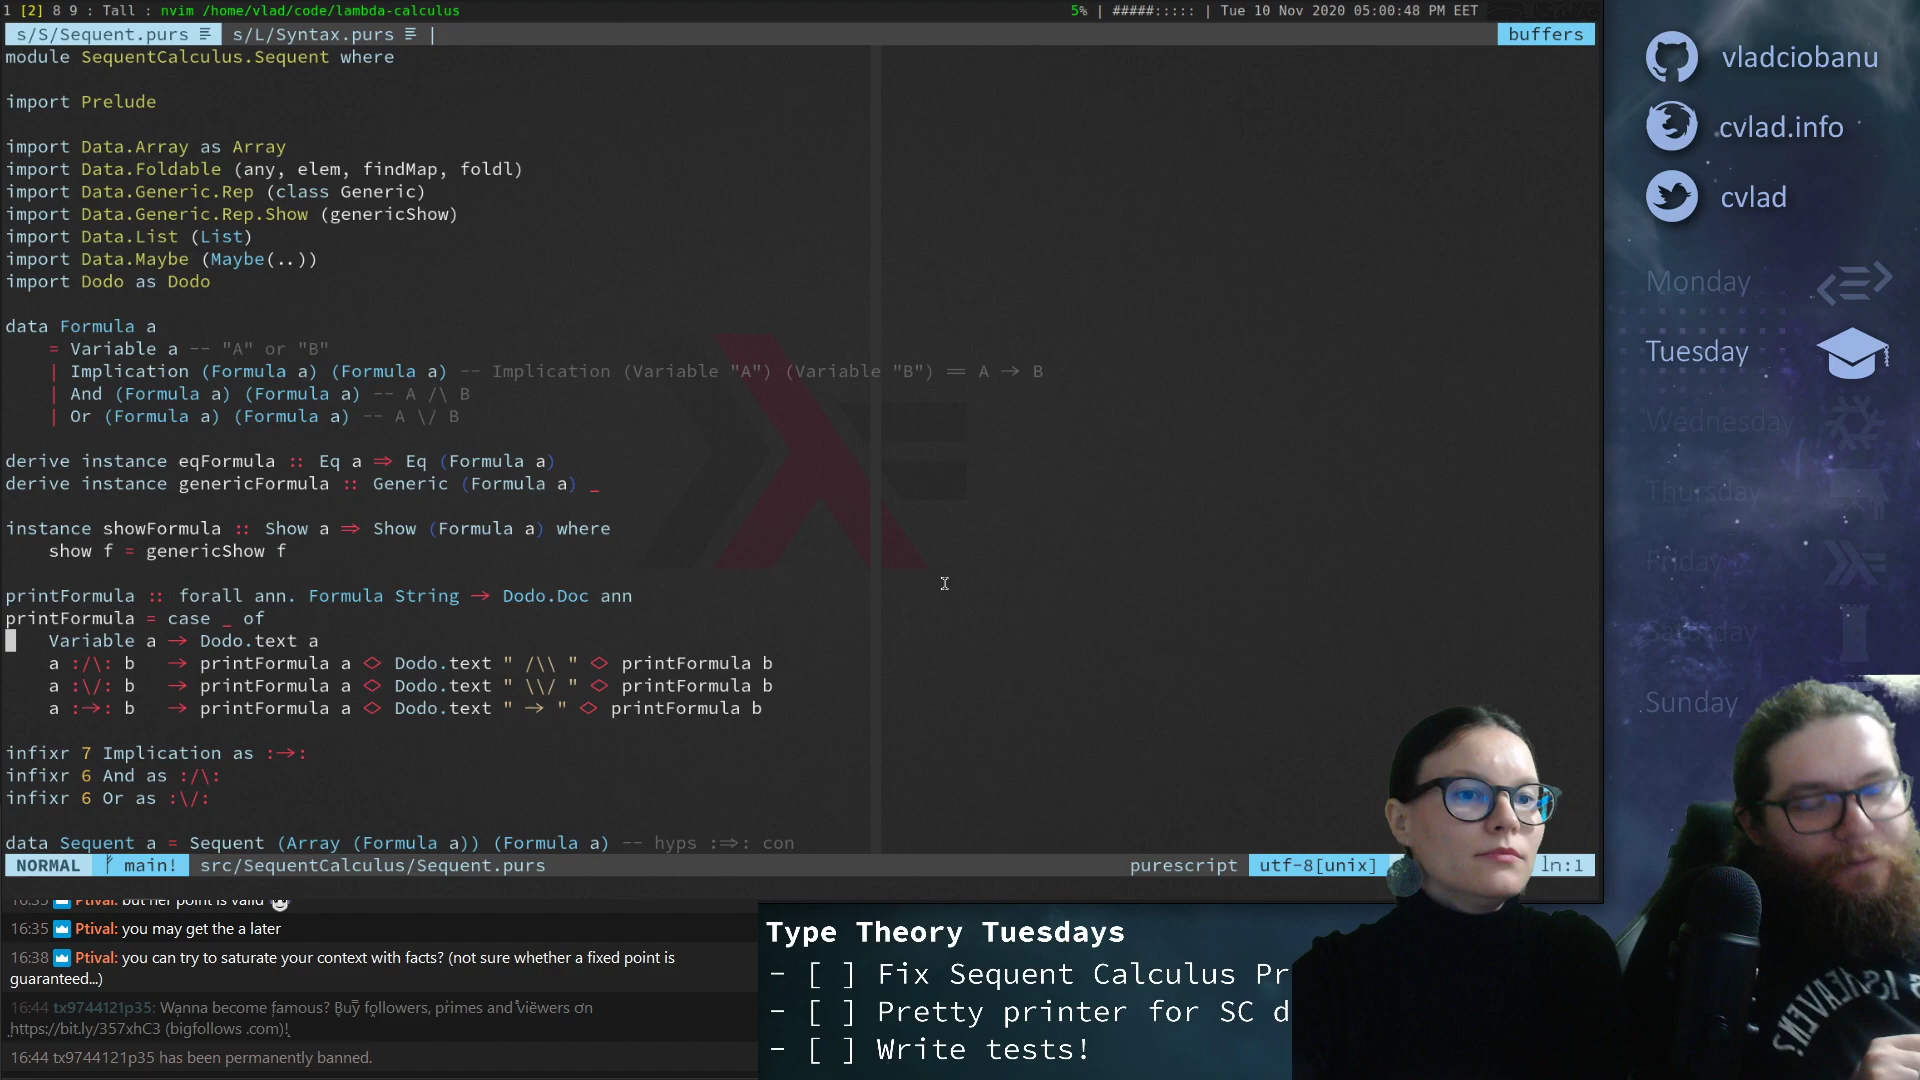 1 [2] 8 9 : Tall : nvim /home/vlad/code/lambda-calculus
5% | #####::::: | Tue 10 Nov 2020 05:00:48 PM EET
s/S/Sequent.purs ≡ s/L/Syntax.purs ≡ |
buffers
module SequentCalculus.Sequent where
import Prelude
import Data.Array as Array
import Data.Foldable (any, elem, findMap, foldl)
import Data.Generic.Rep (class Generic)
import Data.Generic.Rep.Show (genericShow)
import Data.List (List)
import Data.Maybe (Maybe(..))
import Dodo as Dodo
data Formula a
= Variable a -- "A" or "B"
| Implication (Formula a) (Formula a) -- Implication (Variable "A") (Variable "B") == A → B
| And (Formula a) (Formula a) -- A /\ B
| Or (Formula a) (Formula a) -- A \/ B
derive instance eqFormula :: Eq a ⇒ Eq (Formula a)
derive instance genericFormula :: Generic (Formula a) _
instance showFormula :: Show a ⇒ Show (Formula a) where
show f = genericShow f
printFormula :: forall ann. Formula String → Dodo.Doc ann
printFormula = case _ of
Variable a → Dodo.text a
a :/\: b → printFormula a <> Dodo.text " /\\ " <> printFormula b
a :\/: b → printFormula a <> Dodo.text " \\/ " <> printFormula b
a :→: b → printFormula a <> Dodo.text " → " <> printFormula b
infixr 7 Implication as :→:
infixr 6 And as :/\:
infixr 6 Or as :\/:
data Sequent a = Sequent (Array (Formula a)) (Formula a) -- hyps :⇒: con
NORMAL main! src/SequentCalculus/Sequent.purs
purescript utf-8[unix] ln:1
16:35 Ptival: but her point is valid
16:35 Ptival: you may get the a later
16:38 Ptival: you can try to saturate your context with facts? (not sure whether a fixed point is
guaranteed...)
16:44 tx9744121p35: Wanna become famous? Buy followers, primes and viewers on
https://bit.ly/357xhC3 (bigfollows .com)!
16:44 tx9744121p35 has been permanently banned.
Type Theory Tuesdays
- [ ] Fix Sequent Calculus Pr
- [ ] Pretty printer for SC d
- [ ] Write tests!
vladciobanu
cvlad.info
cvlad
Monday
Tuesday
Wednesday
Thursday
Friday
Saturday
Sunday